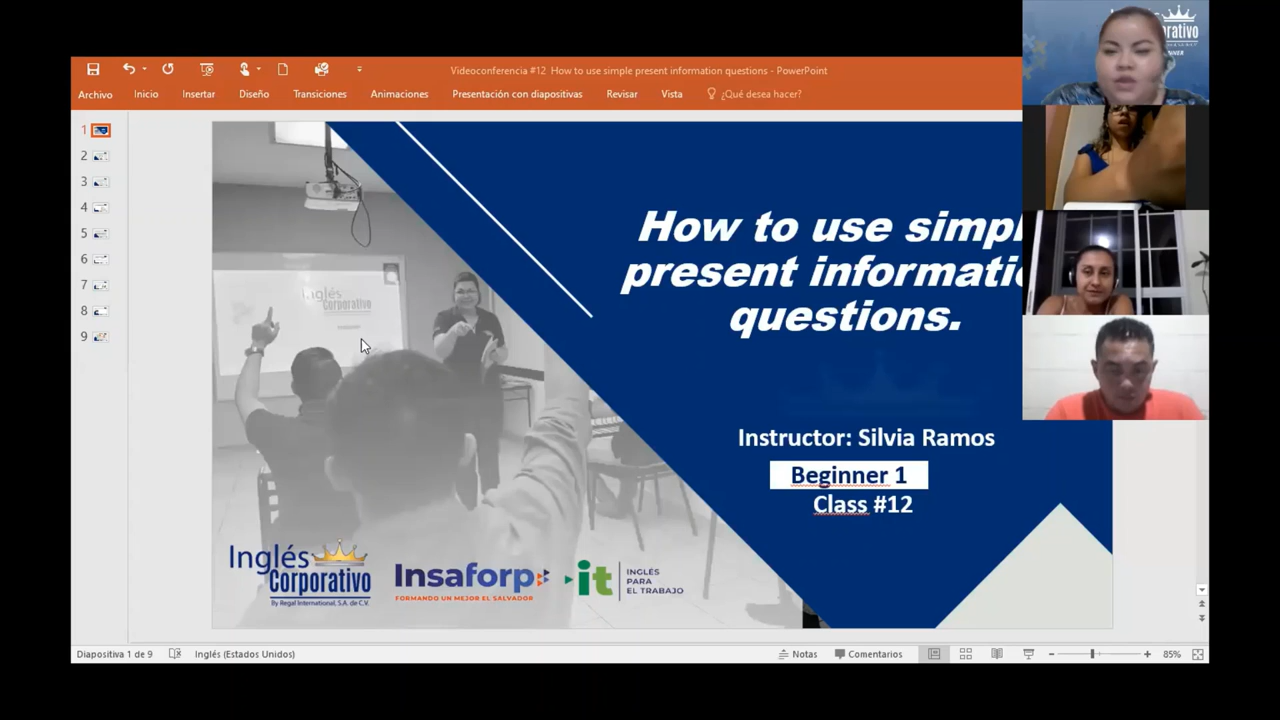 Videoconferencia #12 How to use simple present information questions - PowerPoint
Archivo
Inicio
Insertar
Diseño
Transiciones
Animaciones
Presentación con diapositivas
Revisar
Vista
¿Qué desea hacer?
1
2
3
4
5
6
7
8
9
How to use simpl
present informatio
questions.
Instructor: Silvia Ramos
Beginner 1
Class #12
Inglés
Corporativo
Inglés
Corporativo
By Regal International, S.A. de C.V.
Insaforp
FORMANDO UN MEJOR EL SALVADOR
it
INGLÉS
PARA
EL TRABAJO
Diapositiva 1 de 9
Inglés (Estados Unidos)
Notas
Comentarios
85%